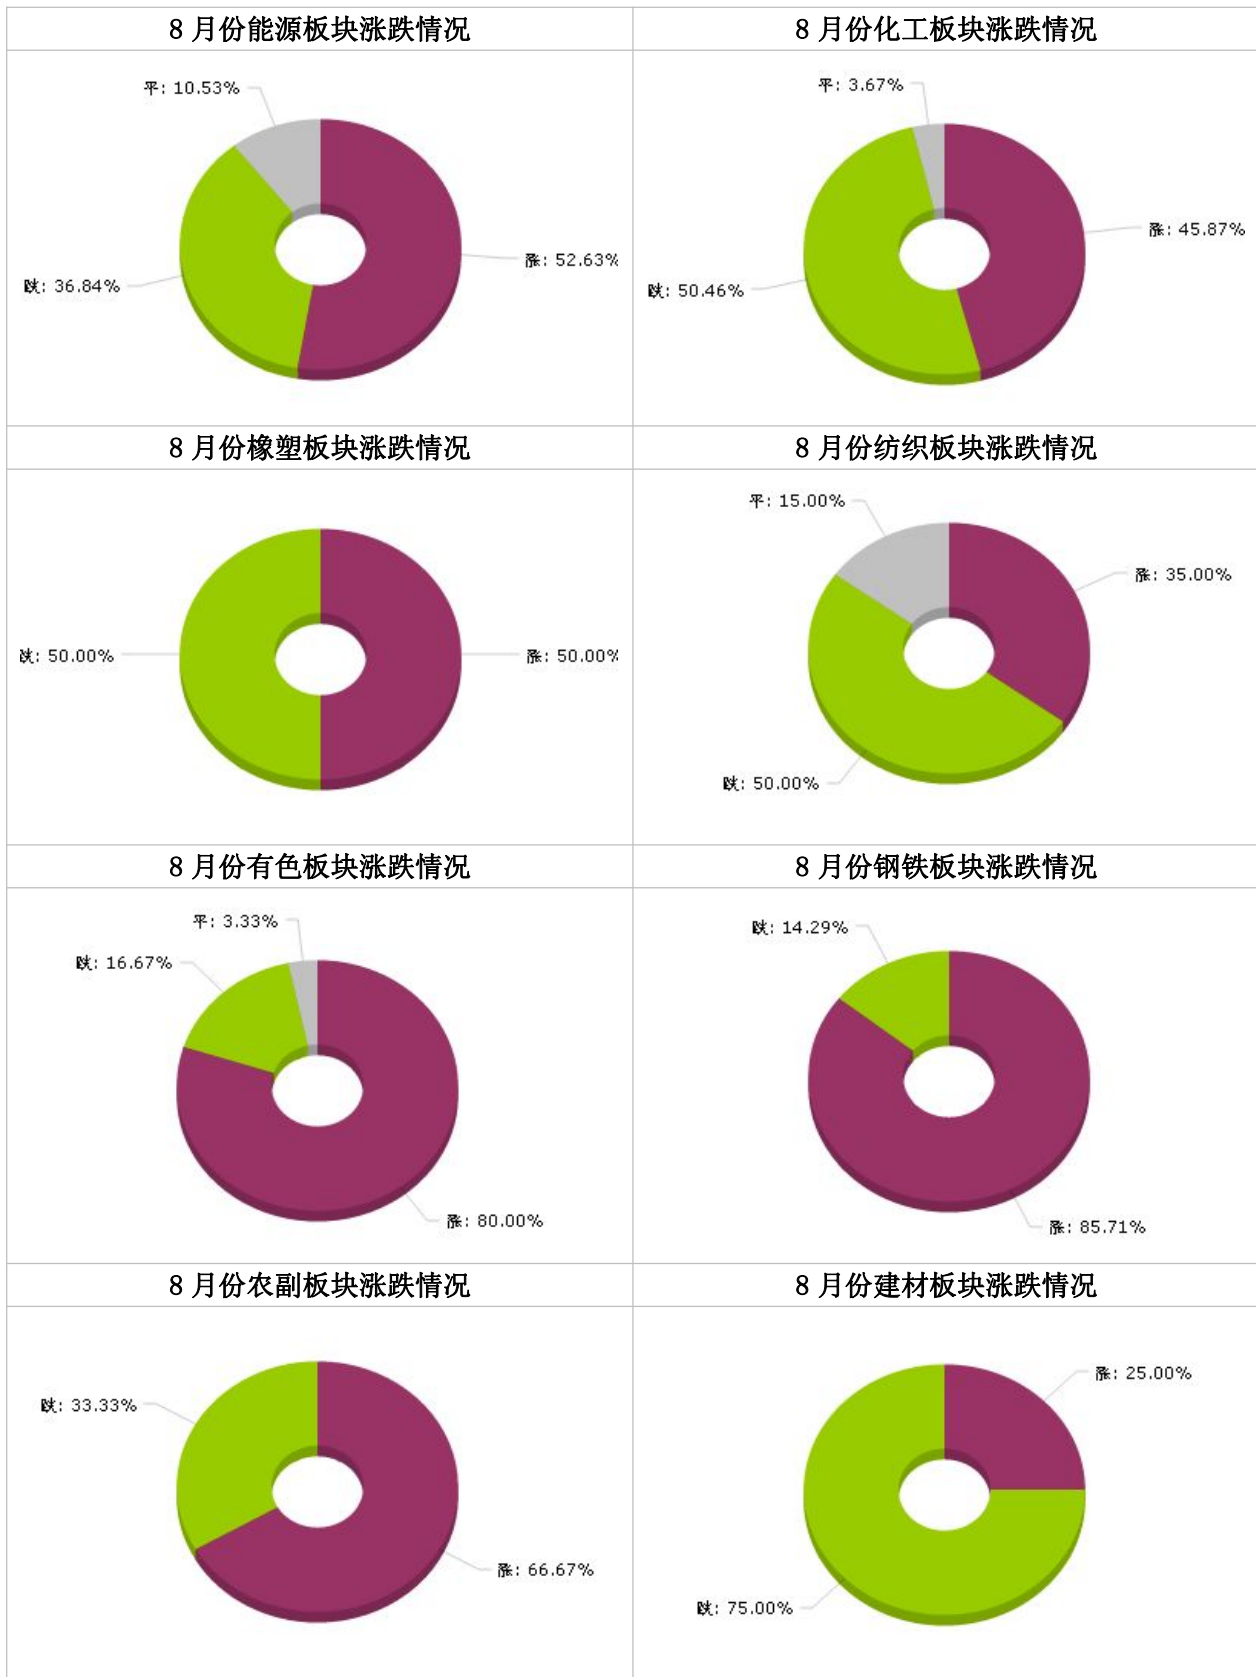 8 月份能源板块涨跌情况
8 月份化工板块涨跌情况
平: 10.53%
涨: 52.63%
跌: 36.84%
平: 3.67%
涨: 45.87%
跌: 50.46%
8 月份橡塑板块涨跌情况
8 月份纺织板块涨跌情况
跌: 50.00%
涨: 50.00%
平: 15.00%
涨: 35.00%
跌: 50.00%
8 月份有色板块涨跌情况
8 月份钢铁板块涨跌情况
平: 3.33%
跌: 16.67%
涨: 80.00%
跌: 14.29%
涨: 85.71%
8 月份农副板块涨跌情况
8 月份建材板块涨跌情况
跌: 33.33%
涨: 66.67%
涨: 25.00%
跌: 75.00%